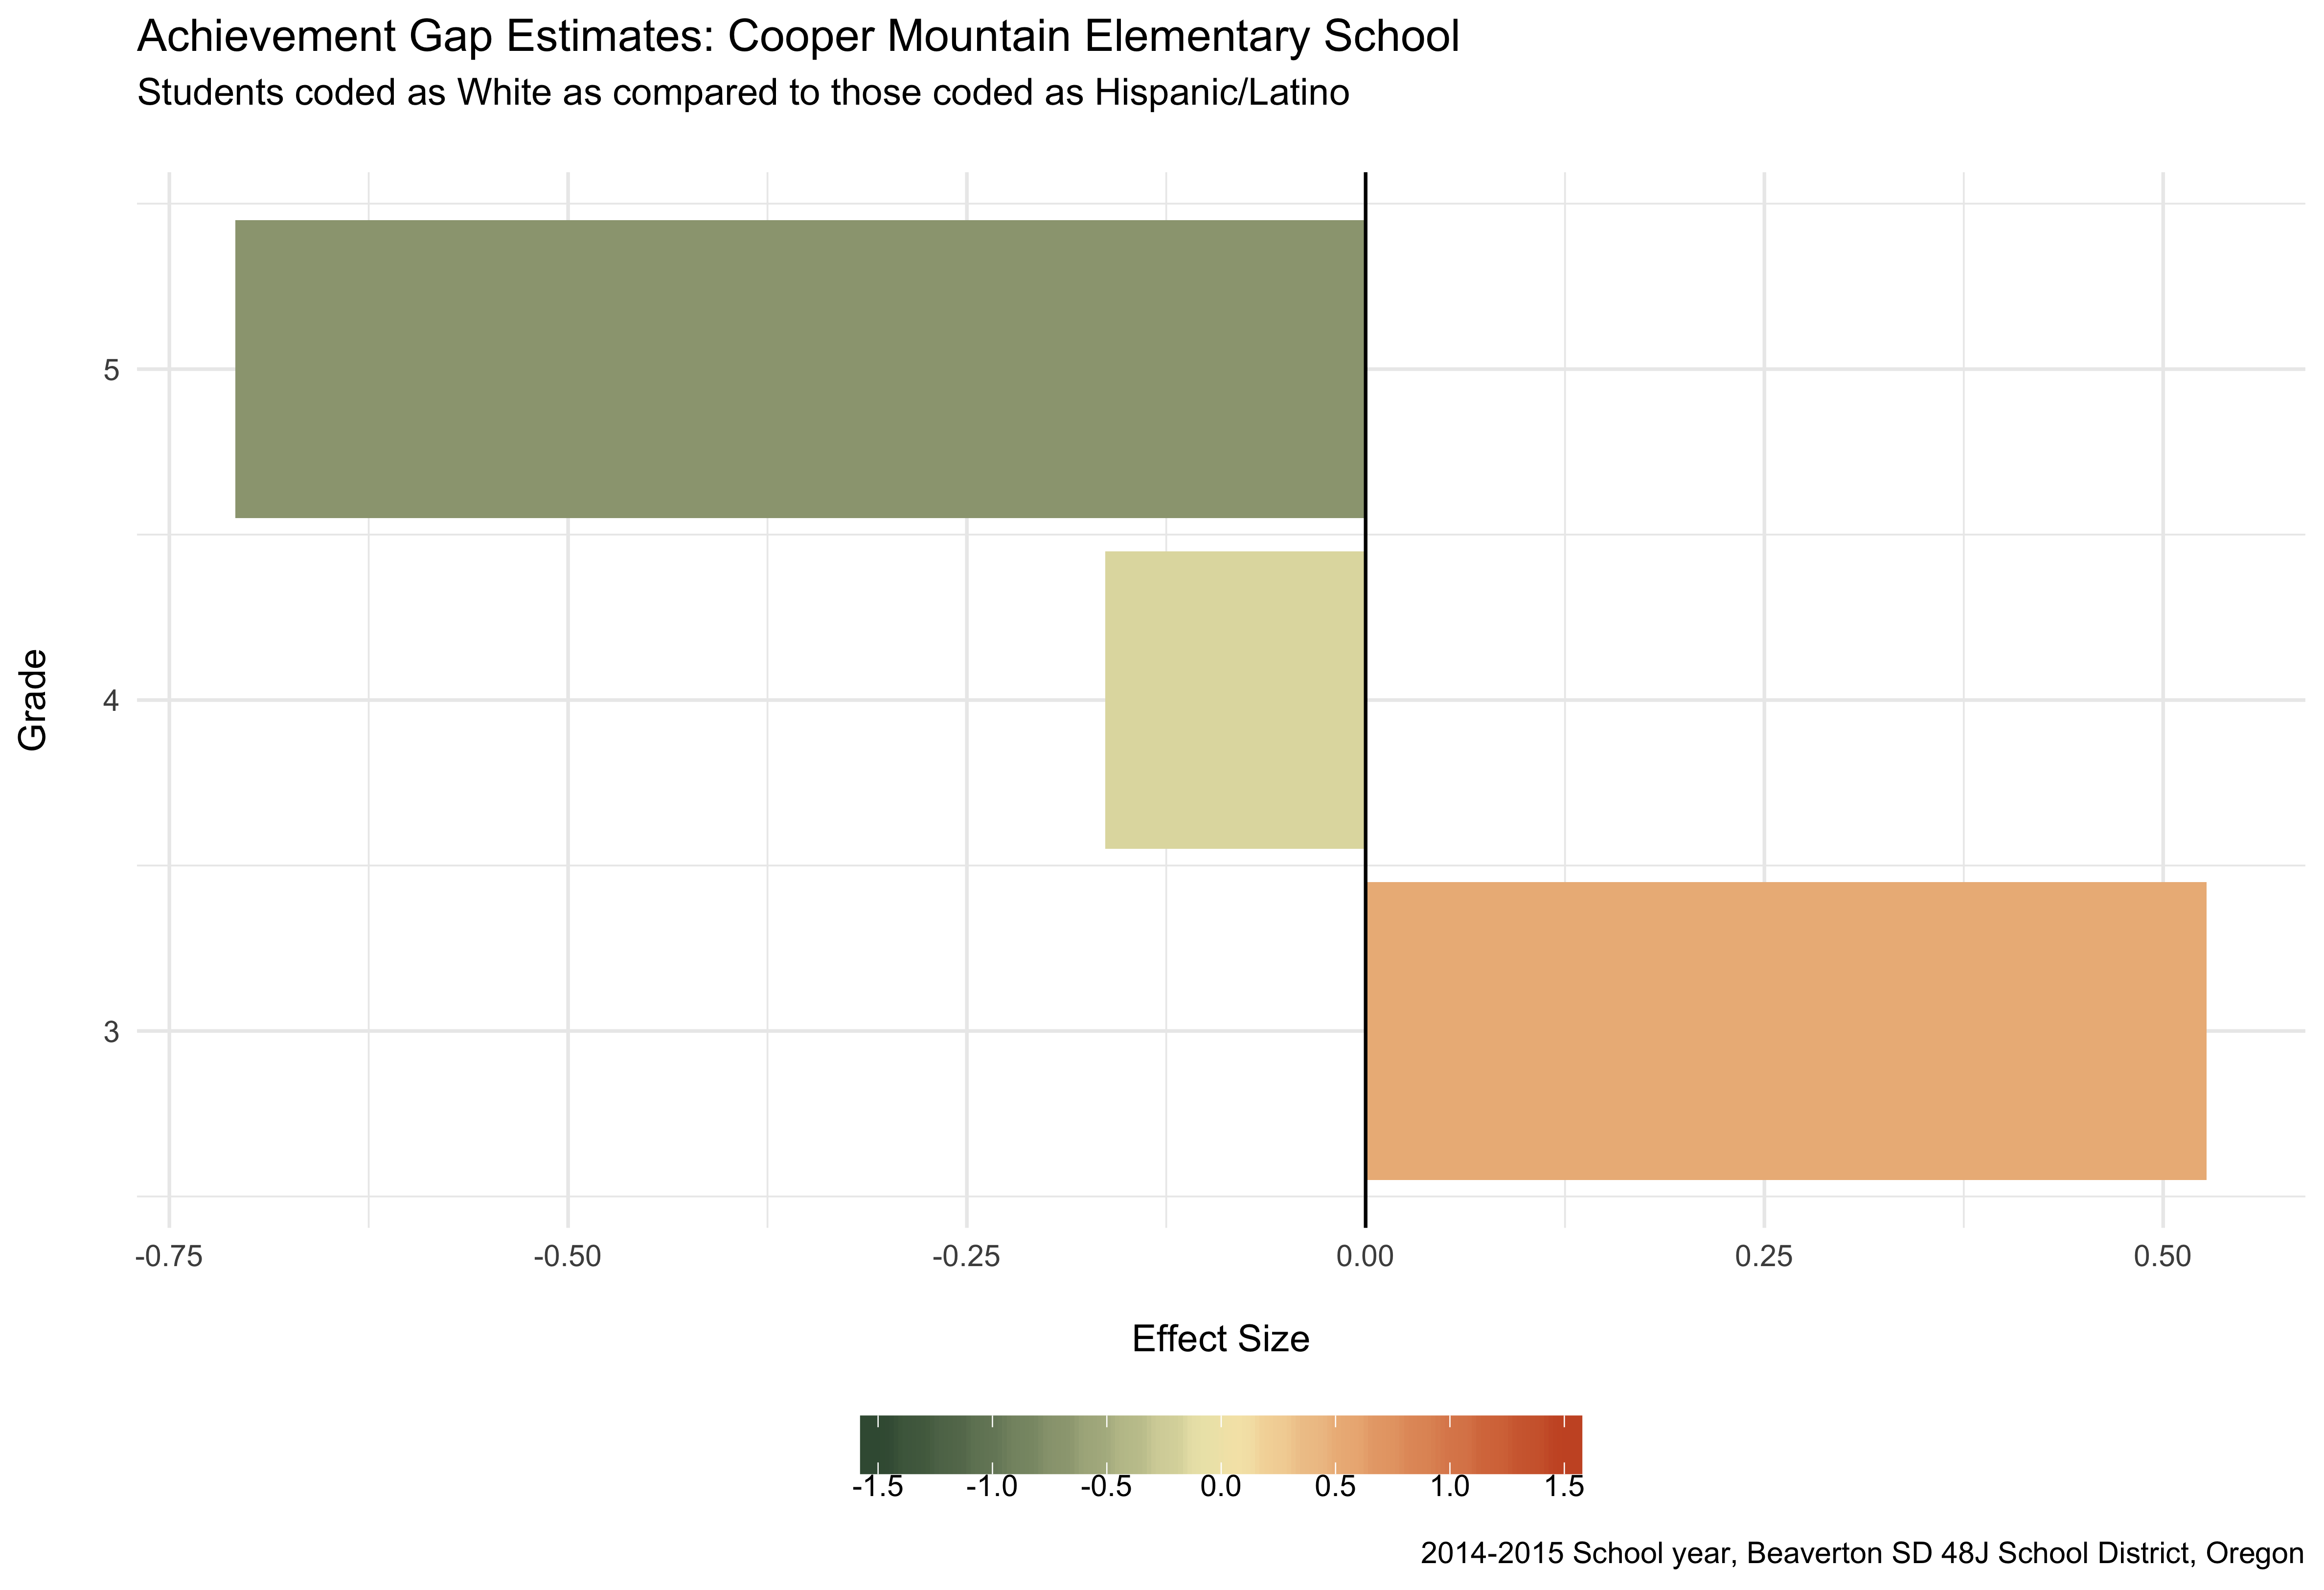 Achievement Gap Estimates: Cooper Mountain Elementary School
Students coded as White as compared to those coded as Hispanic/Latino
Grade
5
4
3
-0.75 -0.50 -0.25 0.00 0.25 0.50
Effect Size
-1.5 -1.0 -0.5 0.0 0.5 1.0 1.5
2014-2015 School year, Beaverton SD 48J School District, Oregon